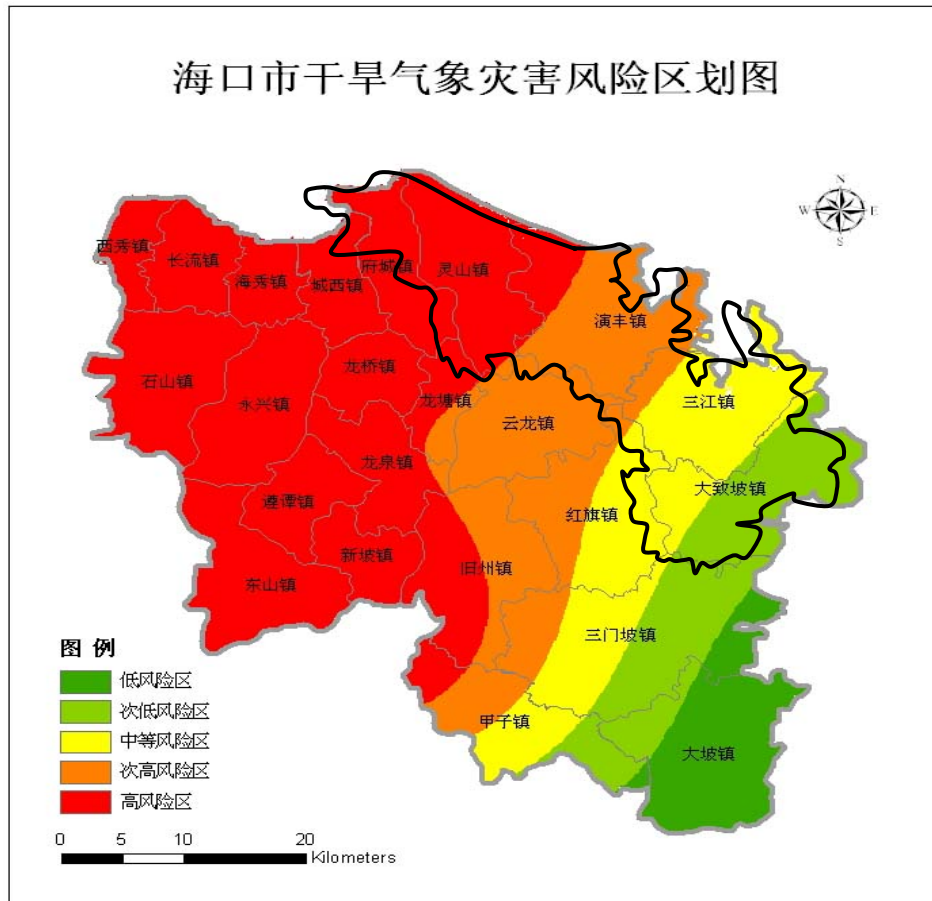 海口市干旱气象灾害风险区划图
N
W E
S
西秀镇
长流镇
海秀镇
城西镇
府城镇
灵山镇
演丰镇
石山镇
永兴镇
龙桥镇
龙塘镇
云龙镇
三江镇
龙泉镇
遵谭镇
红旗镇
大致坡镇
新坡镇
东山镇
旧州镇
三门坡镇
甲子镇
大坡镇
图 例
低风险区
次低风险区
中等风险区
次高风险区
高风险区
0 5 10 20
Kilometers